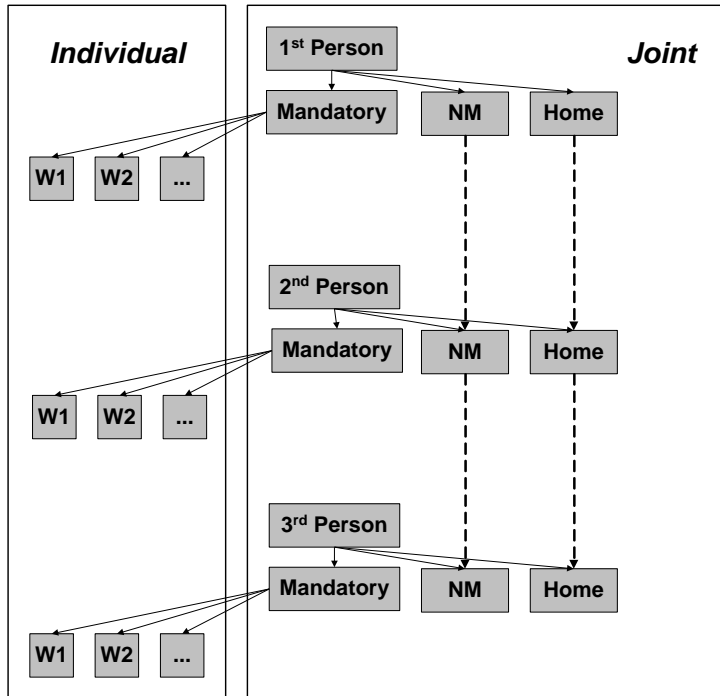 Individual
Joint
1st Person
Mandatory
NM
Home
W1
W2
...
2nd Person
Mandatory
NM
Home
W1
W2
...
3rd Person
Mandatory
NM
Home
W1
W2
...